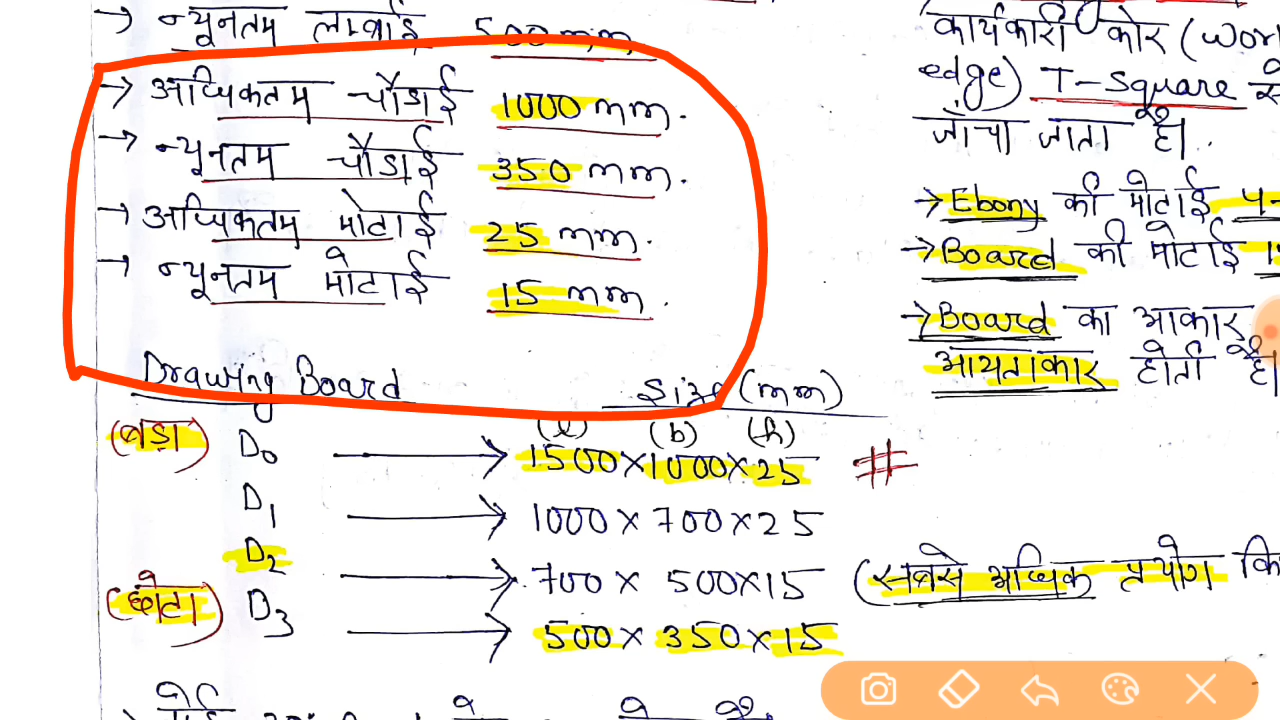 → न्यूनतम लम्बाई 500 mm
→ अधिकतम चौडाई 1000 mm.
→ न्यूनतम चौडाई 350 mm.
→ अधिकतम मोटाई 25 mm.
→ न्यूनतम मोटाई 15 mm.
Drawing Board Size (mm)
(l) (b) (h)
(बड़ा) D0 → 1500×1000×25 #
D1 → 1000×700×25
D2 → 700×500×15 (सबसे अधिक प्रयोग
(छोटा) D3 → 500×350×15
कार्यकारी कोर (
edge) T-Square से
जाँचा जाता है।
→ Ebony की मोटाई
→ Board की मोटाई
→ Board का आकार
आयताकार होती है।